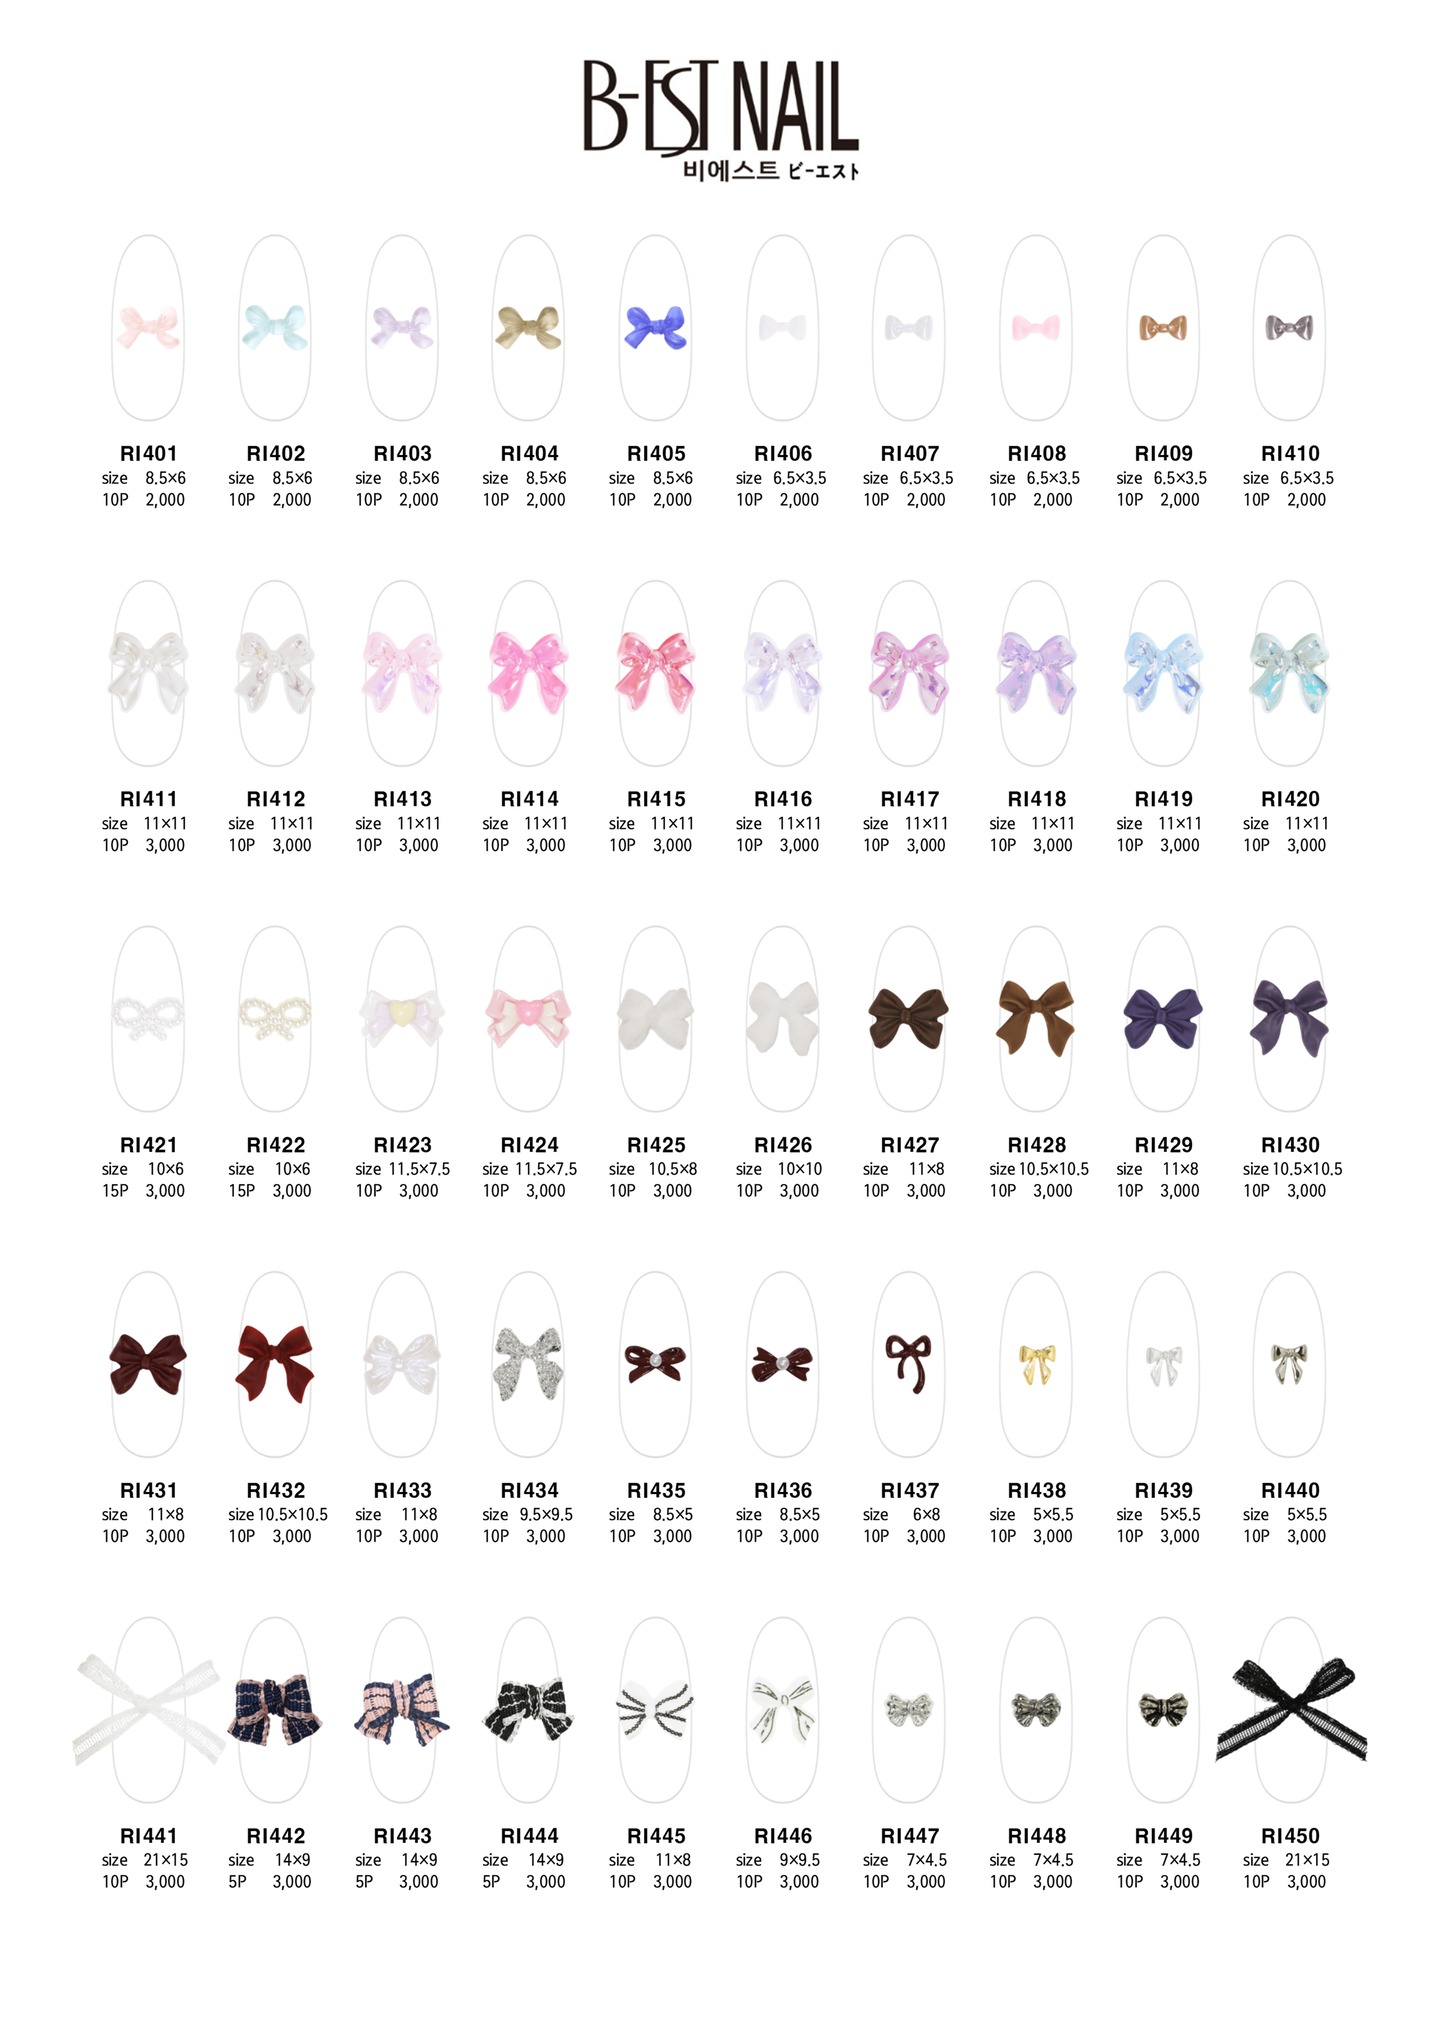 B-EST NAIL
비에스트 ビーエスト
RI401 RI402 RI403 RI404 RI405 RI406 RI407 RI408 RI409 RI410
size 8.5×6 size 8.5×6 size 8.5×6 size 8.5×6 size 8.5×6 size 6.5×3.5 size 6.5×3.5 size 6.5×3.5 size 6.5×3.5 size 6.5×3.5
10P 2,000 10P 2,000 10P 2,000 10P 2,000 10P 2,000 10P 2,000 10P 2,000 10P 2,000 10P 2,000 10P 2,000
RI411 RI412 RI413 RI414 RI415 RI416 RI417 RI418 RI419 RI420
size 11×11 size 11×11 size 11×11 size 11×11 size 11×11 size 11×11 size 11×11 size 11×11 size 11×11 size 11×11
10P 3,000 10P 3,000 10P 3,000 10P 3,000 10P 3,000 10P 3,000 10P 3,000 10P 3,000 10P 3,000 10P 3,000
RI421 RI422 RI423 RI424 RI425 RI426 RI427 RI428 RI429 RI430
size 10×6 size 10×6 size 11.5×7.5 size 11.5×7.5 size 10.5×8 size 10×10 size 11×8 size 10.5×10.5 size 11×8 size 10.5×10.5
15P 3,000 15P 3,000 10P 3,000 10P 3,000 10P 3,000 10P 3,000 10P 3,000 10P 3,000 10P 3,000 10P 3,000
RI431 RI432 RI433 RI434 RI435 RI436 RI437 RI438 RI439 RI440
size 11×8 size 10.5×10.5 size 11×8 size 9.5×9.5 size 8.5×5 size 8.5×5 size 6×8 size 5×5.5 size 5×5.5 size 5×5.5
10P 3,000 10P 3,000 10P 3,000 10P 3,000 10P 3,000 10P 3,000 10P 3,000 10P 3,000 10P 3,000 10P 3,000
RI441 RI442 RI443 RI444 RI445 RI446 RI447 RI448 RI449 RI450
size 21×15 size 14×9 size 14×9 size 14×9 size 11×8 size 9×9.5 size 7×4.5 size 7×4.5 size 7×4.5 size 21×15
10P 3,000 5P 3,000 5P 3,000 5P 3,000 10P 3,000 10P 3,000 10P 3,000 10P 3,000 10P 3,000 10P 3,000